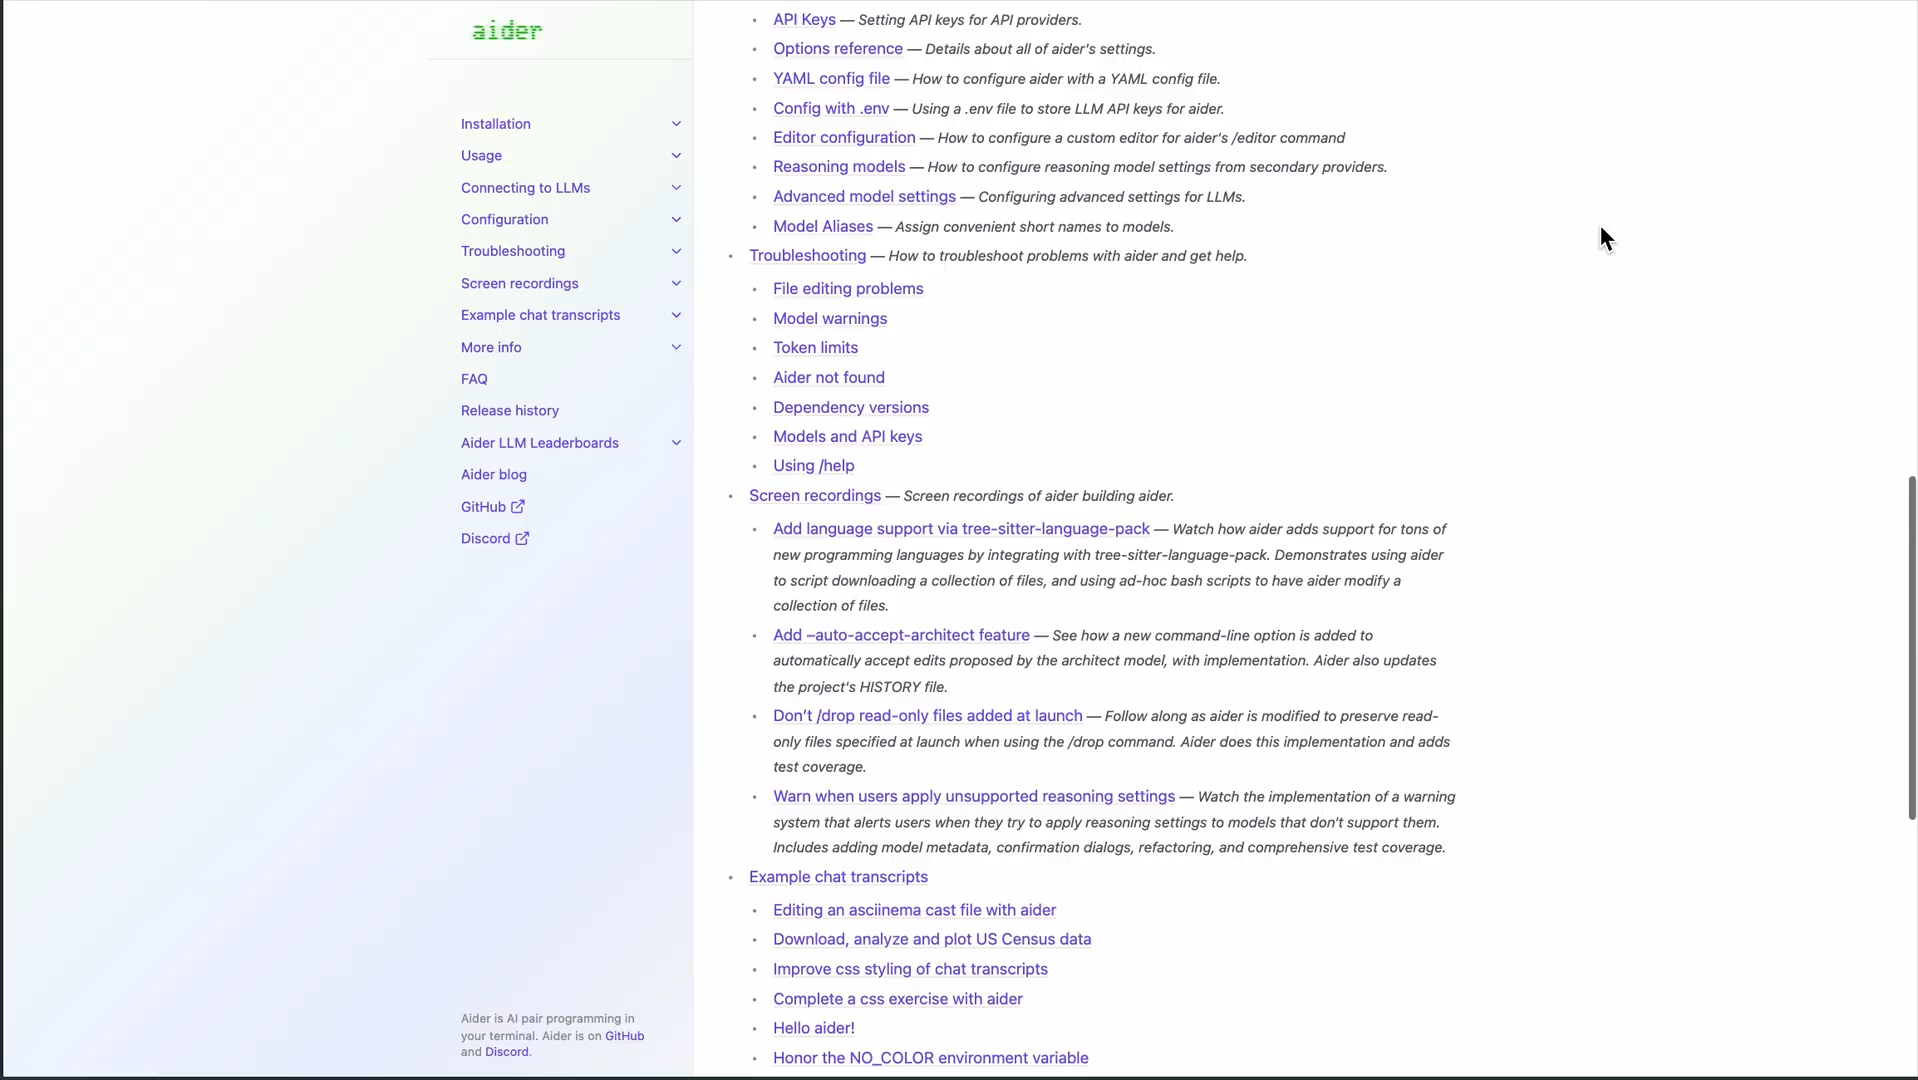 aider
Installation
Usage
Connecting to LLMs
Configuration
Troubleshooting
Screen recordings
Example chat transcripts
More info
FAQ
Release history
Aider LLM Leaderboards
Aider blog
GitHub
Discord
Aider is AI pair programming in
your terminal. Aider is on GitHub
and Discord.
API Keys — Setting API keys for API providers.
Options reference — Details about all of aider's settings.
YAML config file — How to configure aider with a YAML config file.
Config with .env — Using a .env file to store LLM API keys for aider.
Editor configuration — How to configure a custom editor for aider's /editor command
Reasoning models — How to configure reasoning model settings from secondary providers.
Advanced model settings — Configuring advanced settings for LLMs.
Model Aliases — Assign convenient short names to models.
Troubleshooting — How to troubleshoot problems with aider and get help.
File editing problems
Model warnings
Token limits
Aider not found
Dependency versions
Models and API keys
Using /help
Screen recordings — Screen recordings of aider building aider.
Add language support via tree-sitter-language-pack — Watch how aider adds support for tons of
new programming languages by integrating with tree-sitter-language-pack. Demonstrates using aider
to script downloading a collection of files, and using ad-hoc bash scripts to have aider modify a
collection of files.
Add –auto-accept-architect feature — See how a new command-line option is added to
automatically accept edits proposed by the architect model, with implementation. Aider also updates
the project's HISTORY file.
Don’t /drop read-only files added at launch — Follow along as aider is modified to preserve read-
only files specified at launch when using the /drop command. Aider does this implementation and adds
test coverage.
Warn when users apply unsupported reasoning settings — Watch the implementation of a warning
system that alerts users when they try to apply reasoning settings to models that don't support them.
Includes adding model metadata, confirmation dialogs, refactoring, and comprehensive test coverage.
Example chat transcripts
Editing an asciinema cast file with aider
Download, analyze and plot US Census data
Improve css styling of chat transcripts
Complete a css exercise with aider
Hello aider!
Honor the NO_COLOR environment variable